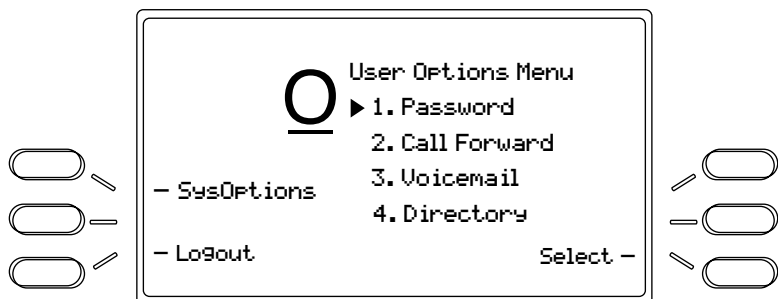 O
User Options Menu
▶ 1. Password
2. Call Forward
3. Voicemail
4. Directory
– SysOptions
– Logout
Select –